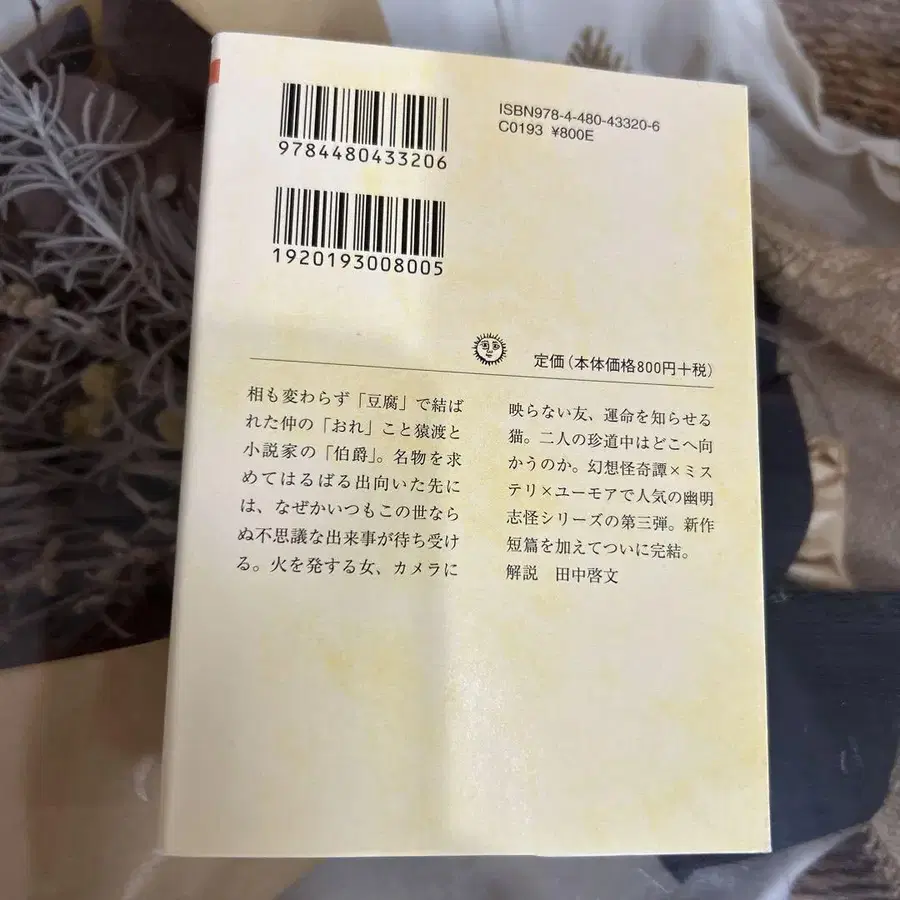 ISBN978-4-480-43320-6
C0193 ¥800E
9784480433206
1920193008005
定価(本体価格800円+税)
相も変わらず「豆腐」で結ば
れた仲の「おれ」こと猿渡と
小説家の「伯爵」。名物を求
めてはるばる出向いた先に
は、なぜかいつもこの世なら
ぬ不思議な出来事が待ち受け
る。火を発する女、カメラに
映らない友、運命を知らせる
猫。二人の珍道中はどこへ向
かうのか。幻想怪奇譚×ミス
テリ×ユーモアで人気の幽明
志怪シリーズの第三弾。新作
短篇を加えてついに完結。
解説 田中啓文